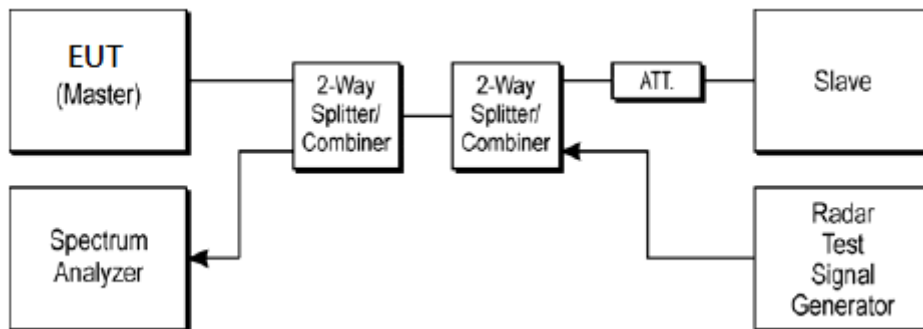 EUT
(Master)
2-Way
Splitter/
Combiner
2-Way
Splitter/
Combiner
ATT.
Slave
Spectrum
Analyzer
Radar
Test
Signal
Generator